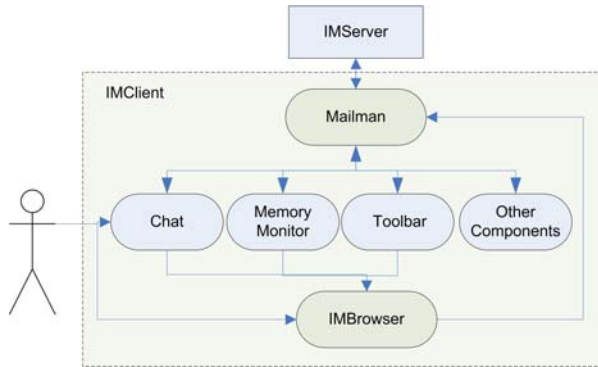 IMServer
IMClient
Mailman
Chat
Memory
Monitor
Toolbar
Other
Components
IMBrowser